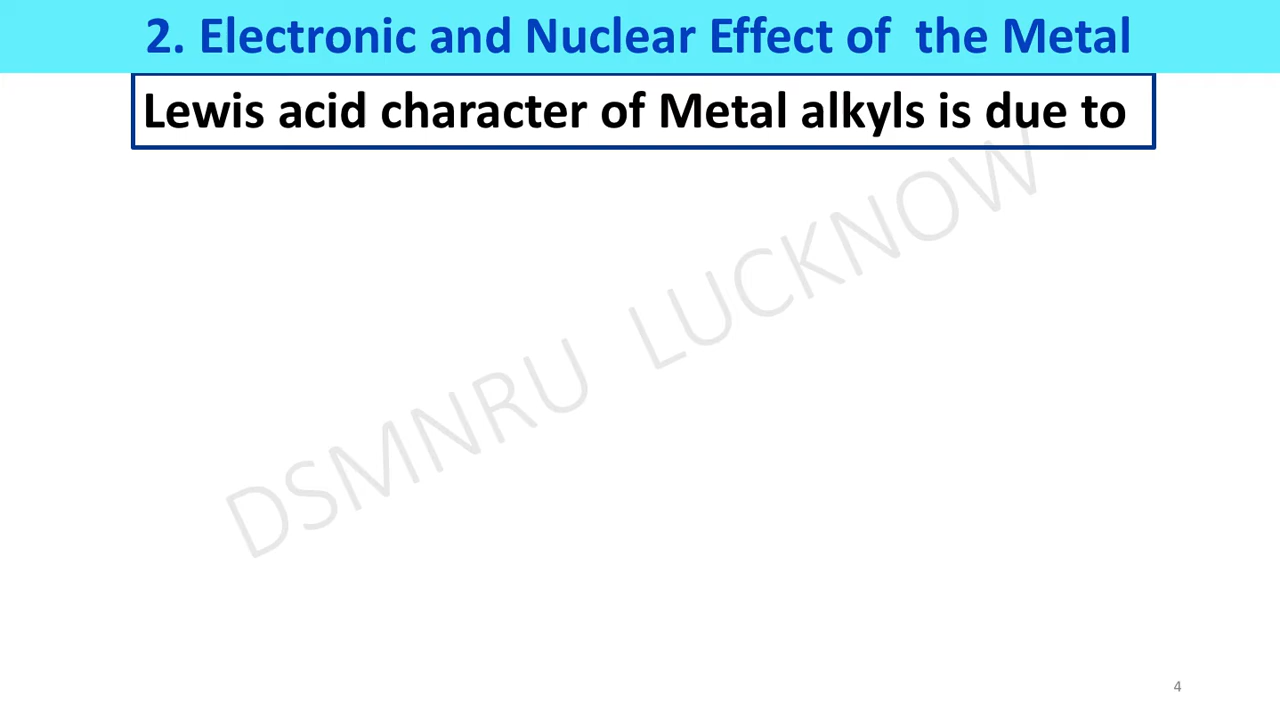 2. Electronic and Nuclear Effect of  the Metal
Lewis acid character of Metal alkyls is due to
DSMNRU LUCKNOW
4